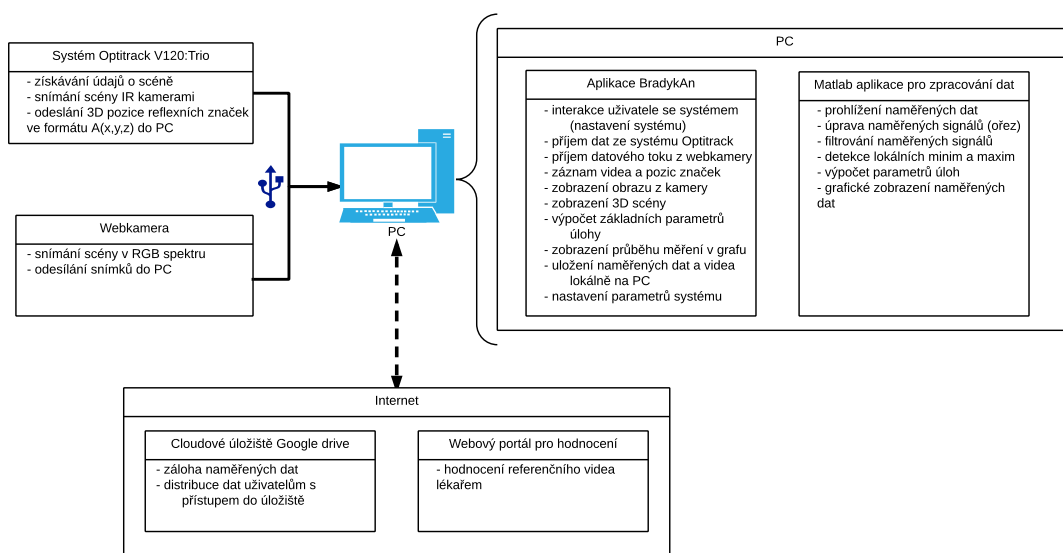 Systém Optitrack V120:Trio
- získávání údajů o scéně
- snímání scény IR kamerami
- odeslání 3D pozice reflexních značek
ve formátu A(x,y,z) do PC
Webkamera
- snímání scény v RGB spektru
- odesílání snímků do PC
PC
PC
Aplikace BradykAn
- interakce uživatele se systémem
(nastavení systému)
- příjem dat ze systému Optitrack
- příjem datového toku z webkamery
- záznam videa a pozic značek
- zobrazení obrazu z kamery
- zobrazení 3D scény
- výpočet základních parametrů
úlohy
- zobrazení průběhu měření v grafu
- uložení naměřených dat a videa
lokálně na PC
- nastavení parametrů systému
Matlab aplikace pro zpracování dat
- prohlížení naměřených dat
- úprava naměřených signálů (ořez)
- filtrování naměřených signálů
- detekce lokálních minim a maxim
- výpočet parametrů úloh
- grafické zobrazení naměřených
dat
Internet
Cloudové úložiště Google drive
- záloha naměřených dat
- distribuce dat uživatelům s
přístupem do úložiště
Webový portál pro hodnocení
- hodnocení referenčního videa
lékařem